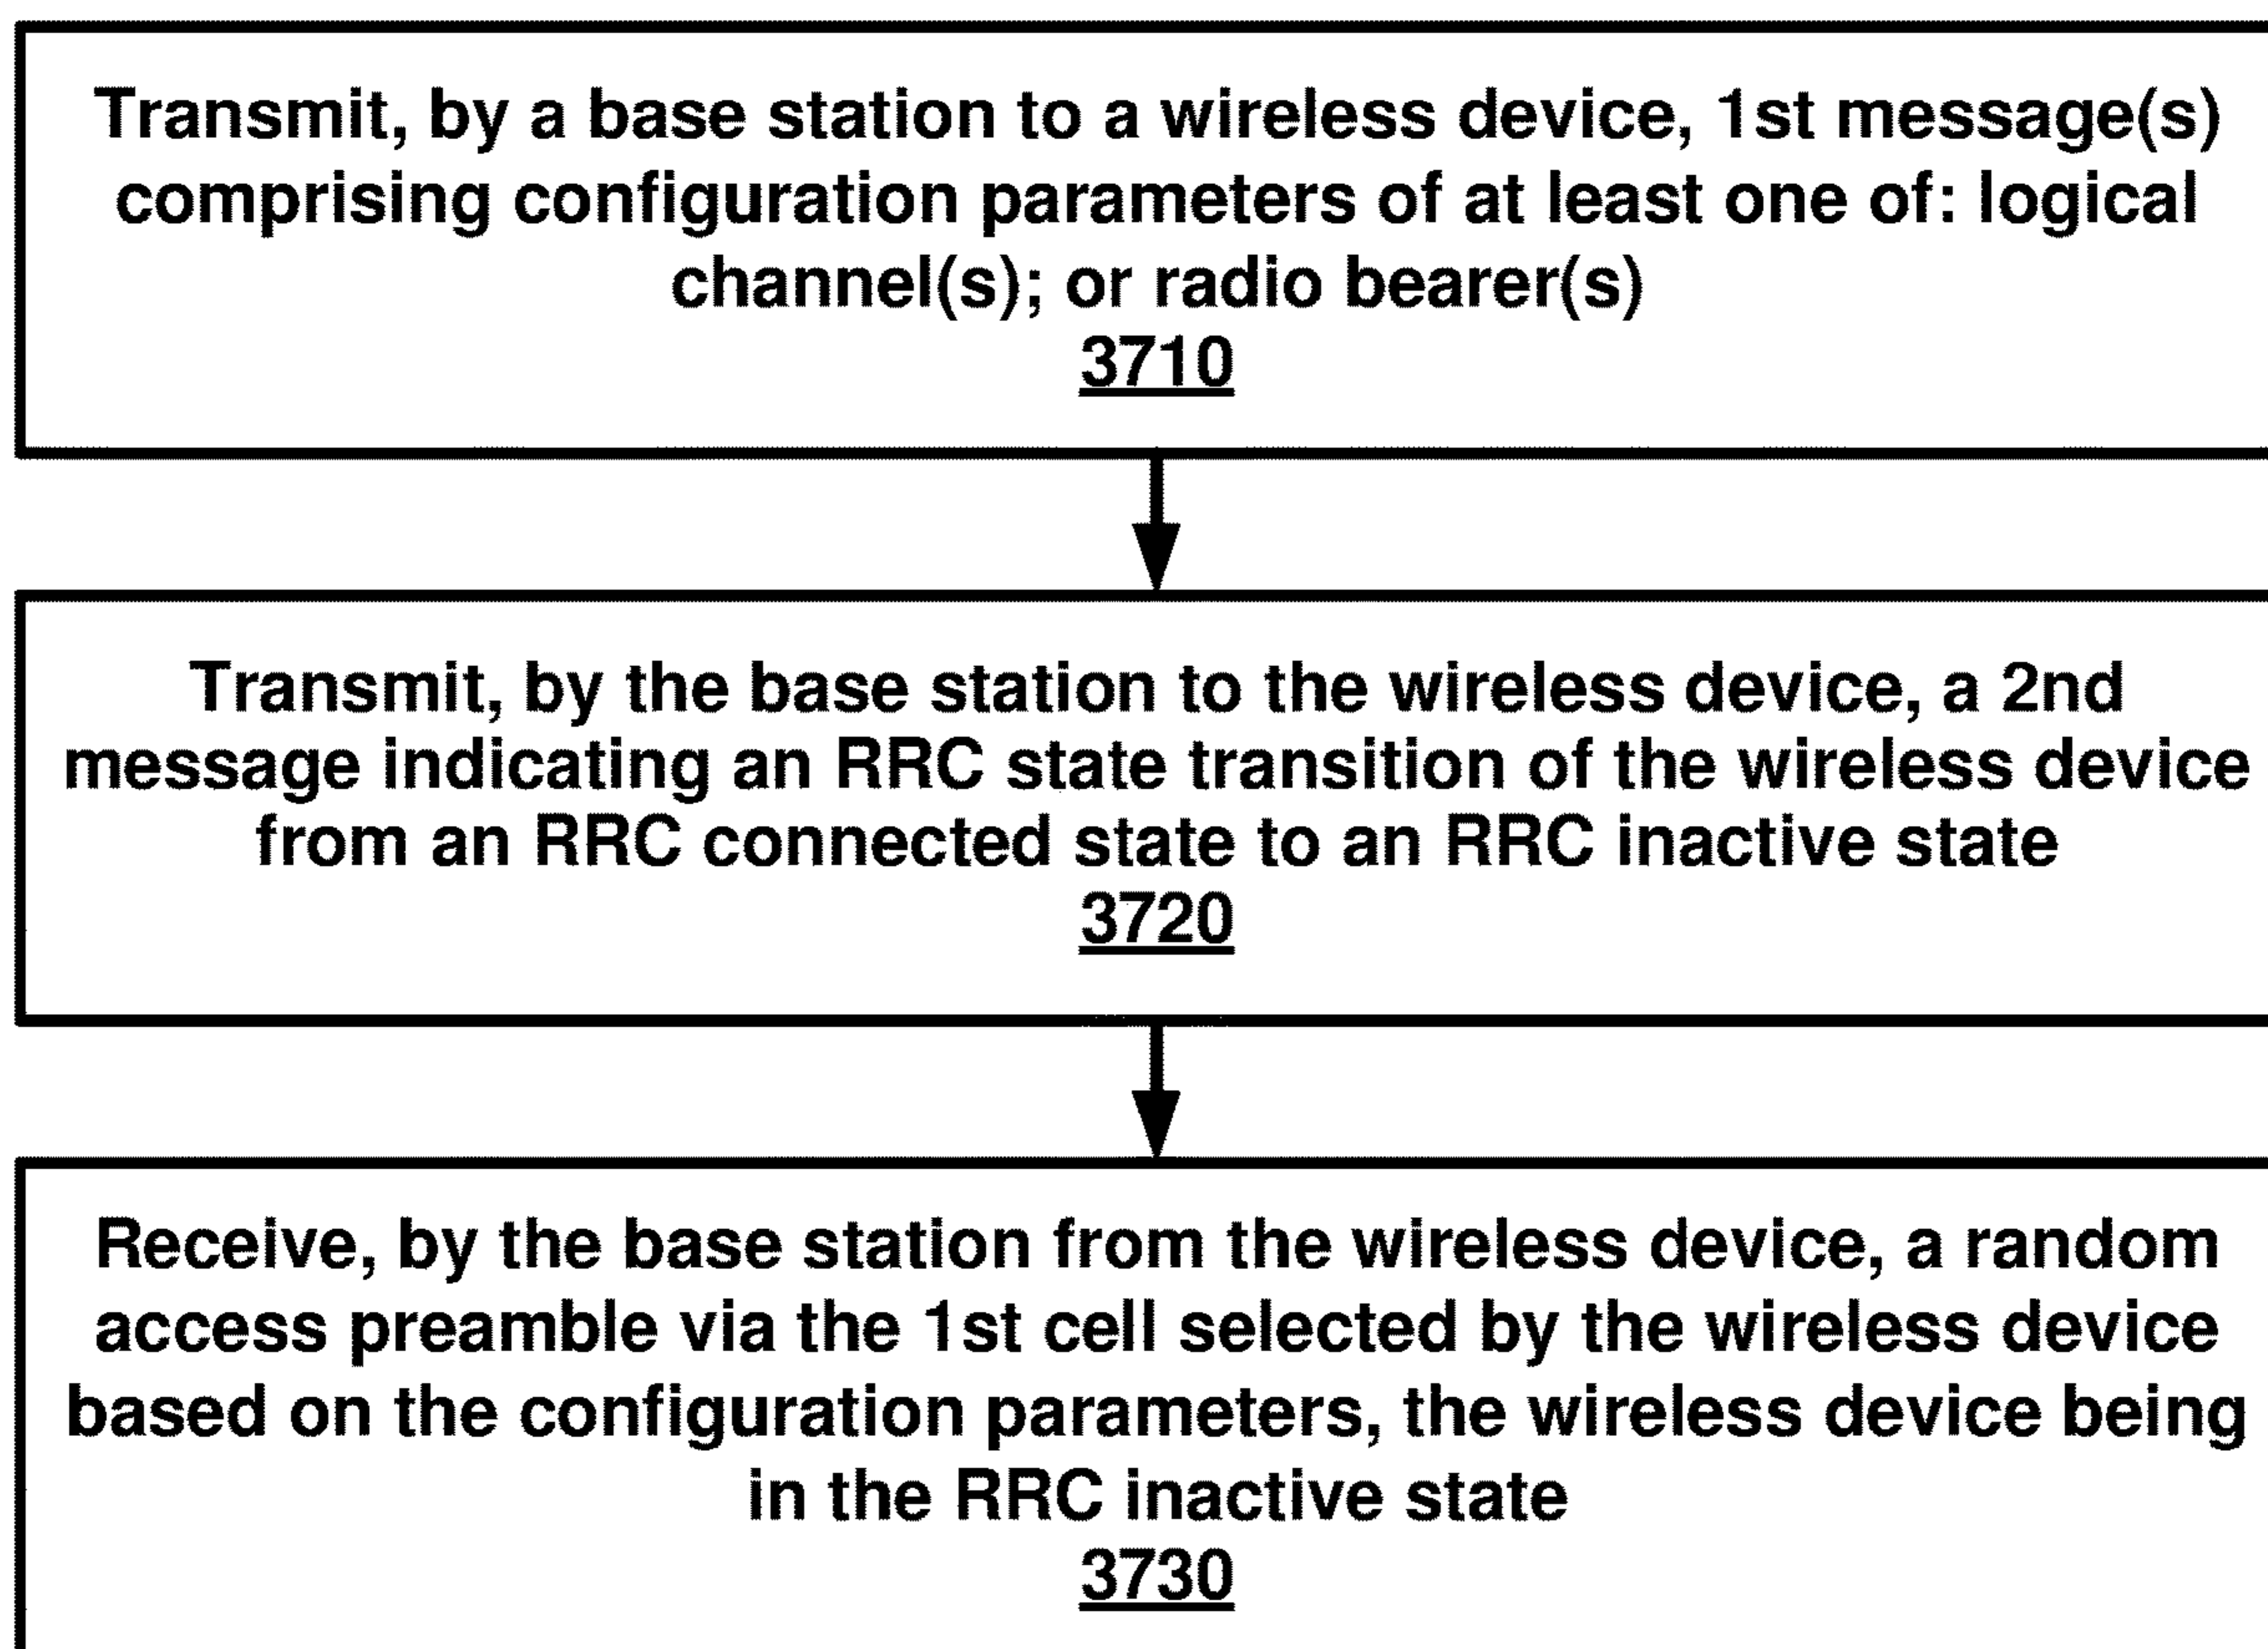 Transmit, by a base station to a wireless device, 1st message(s)
comprising configuration parameters of at least one of: logical
channel(s); or radio bearer(s)
3710
Transmit, by the base station to the wireless device, a 2nd
message indicating an RRC state transition of the wireless device
from an RRC connected state to an RRC inactive state
3720
Receive, by the base station from the wireless device, a random
access preamble via the 1st cell selected by the wireless device
based on the configuration parameters, the wireless device being
in the RRC inactive state
3730